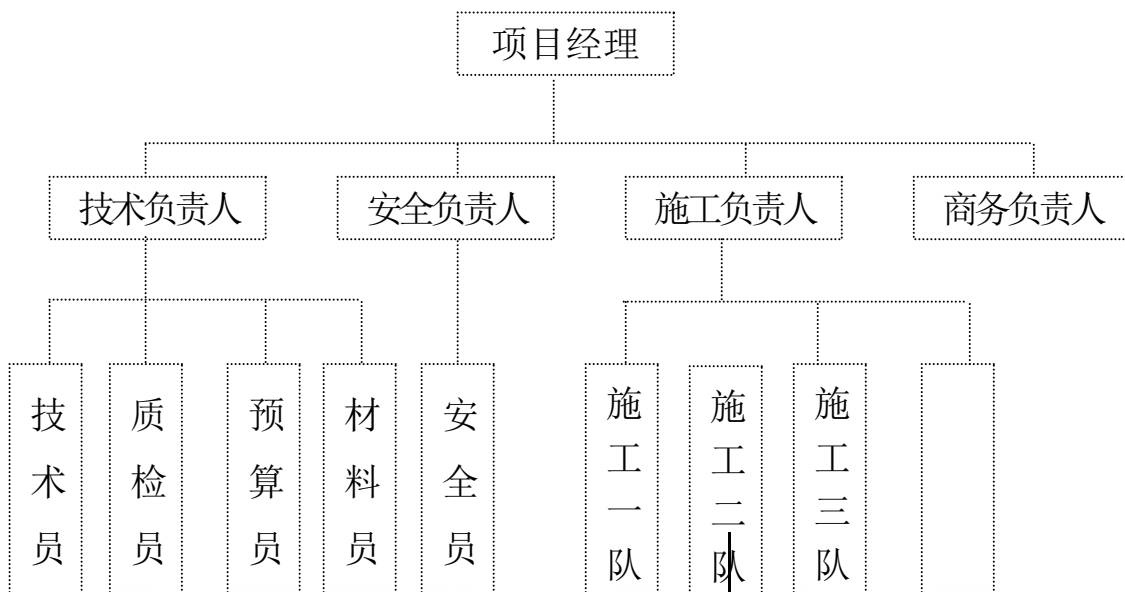 项目经理
技术负责人
安全负责人
施工负责人
商务负责人
技术员
质检员
预算员
材料员
安全员
施工一队
施工二队
施工三队